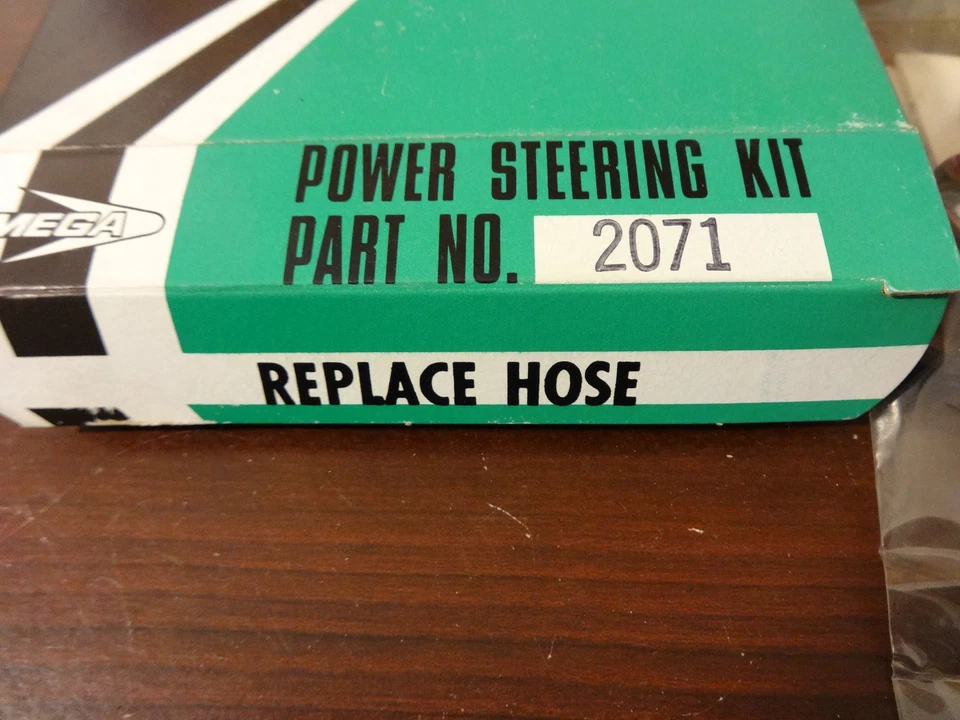 POWER STEERING KIT
MEGA
PART NO. 2071
REPLACE HOSE